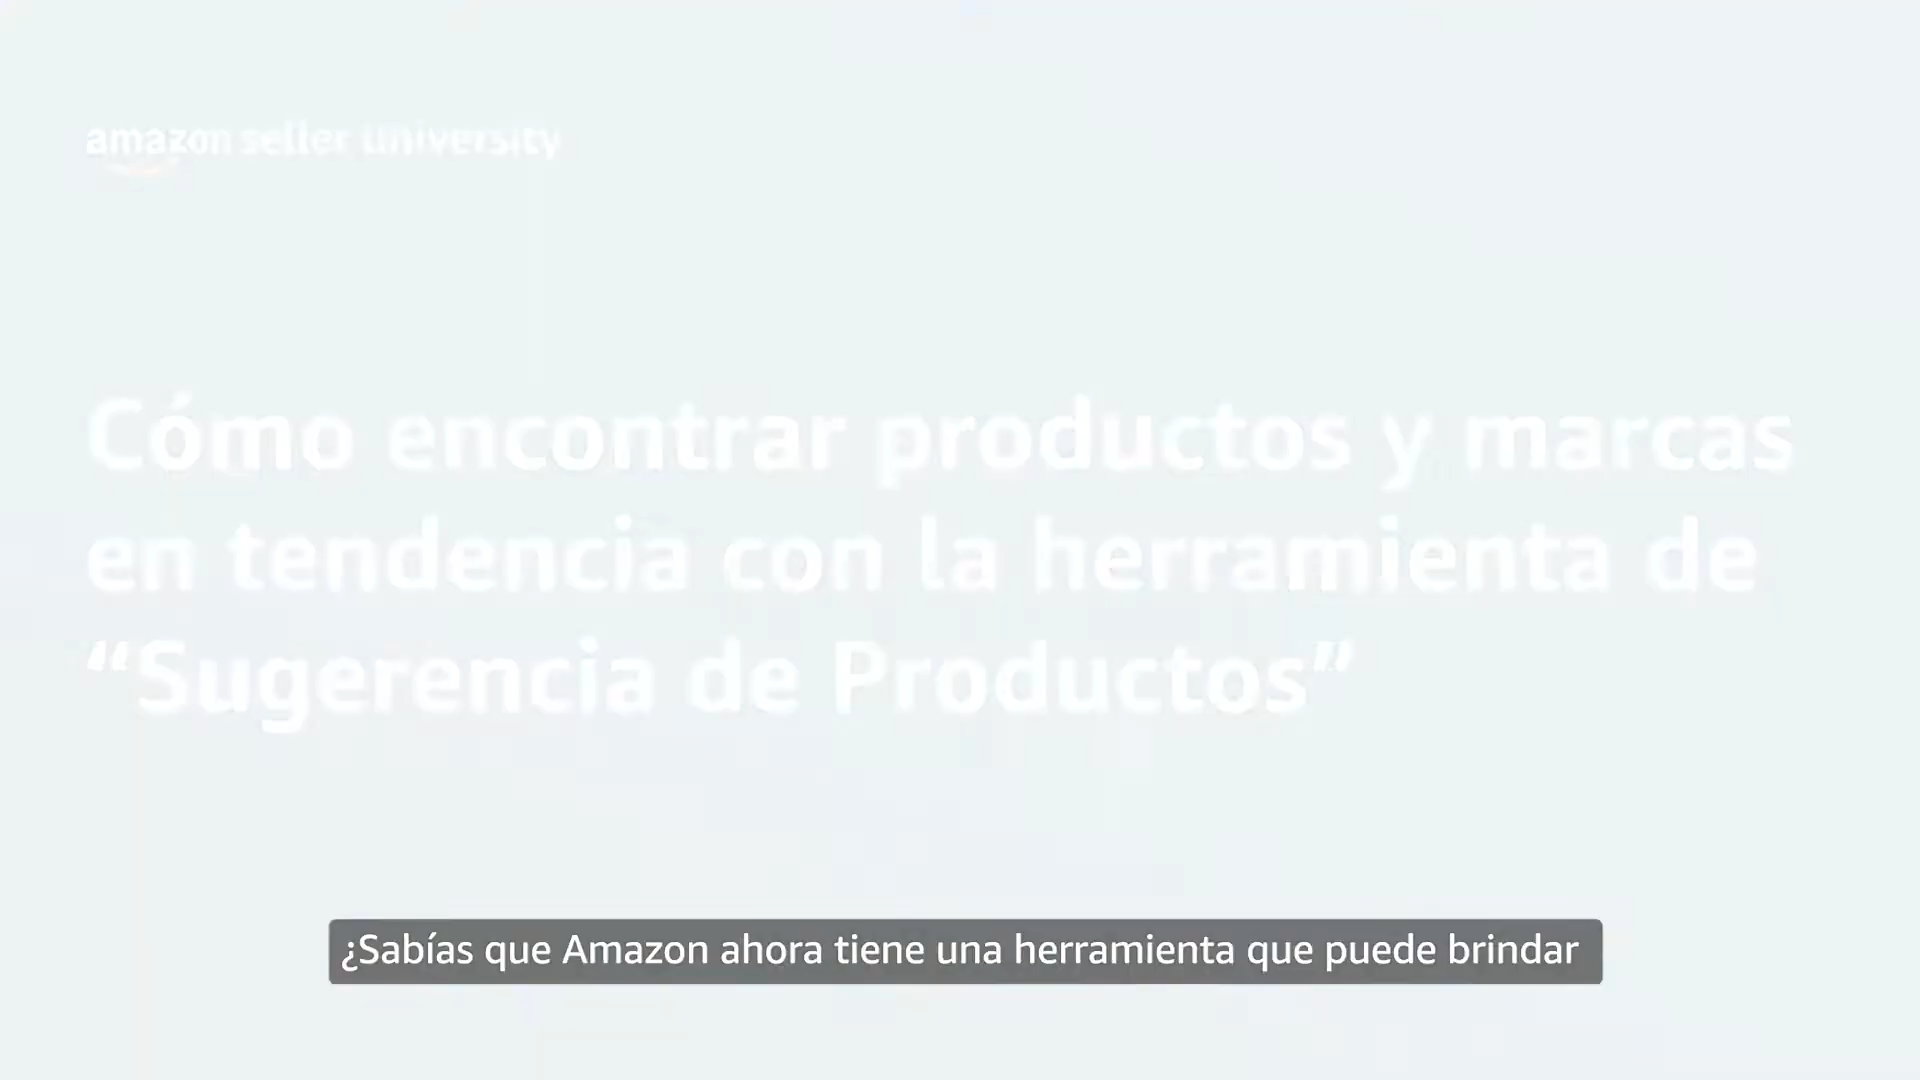 amazon seller university
Cómo encontrar productos y marcas
en tendencia con la herramienta de
“Sugerencia de Productos”
¿Sabías que Amazon ahora tiene una herramienta que puede brindar